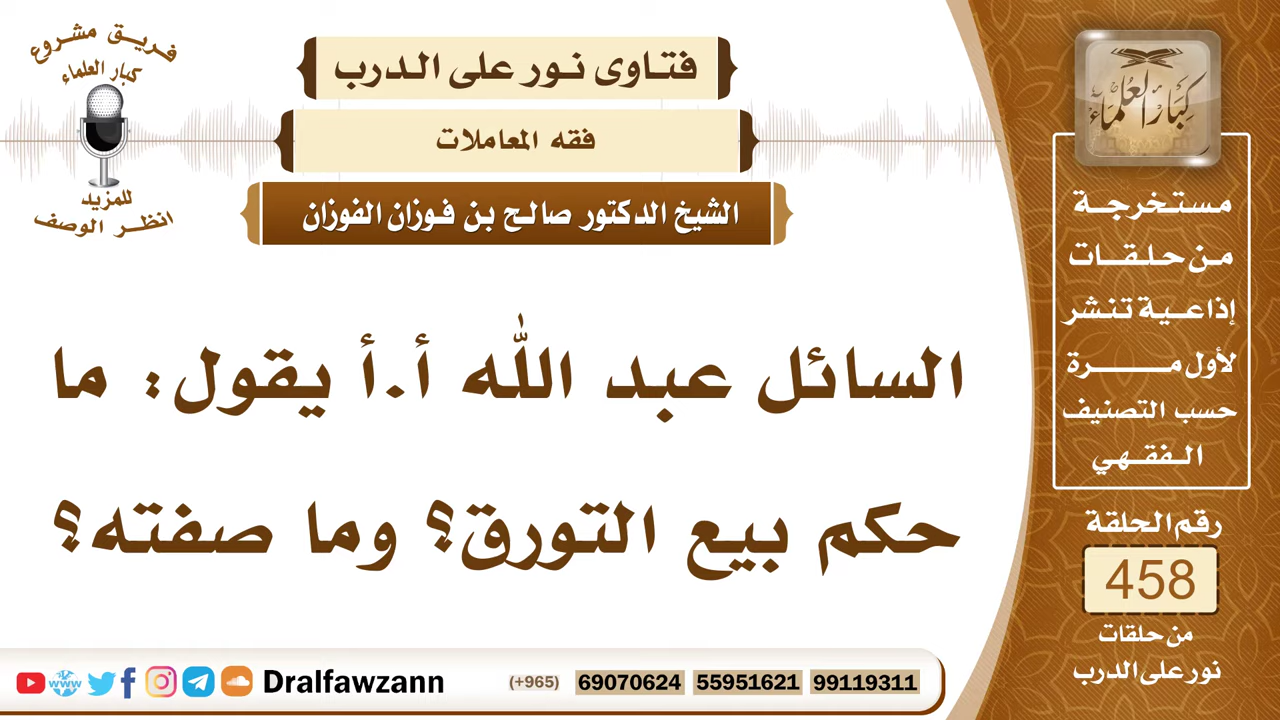 فريق مشروع
كبار العلماء
للمزيد
انظر الوصف
فتاوى نور على الدرب
فقه المعاملات
الشيخ الدكتور صالح بن فوزان الفوزان
السائل عبد الله أ.أ يقول: ما
حكم بيع التورق؟ وما صفته؟
كبار العلماء
مستخرجة
من حلقات
إذاعية تنشر
لأول مرة
حسب التصنيف
الفقهي
رقم الحلقة
458
من حلقات
نور على الدرب
www
Dralfawzann
(+965) 69070624 55951621 99119311